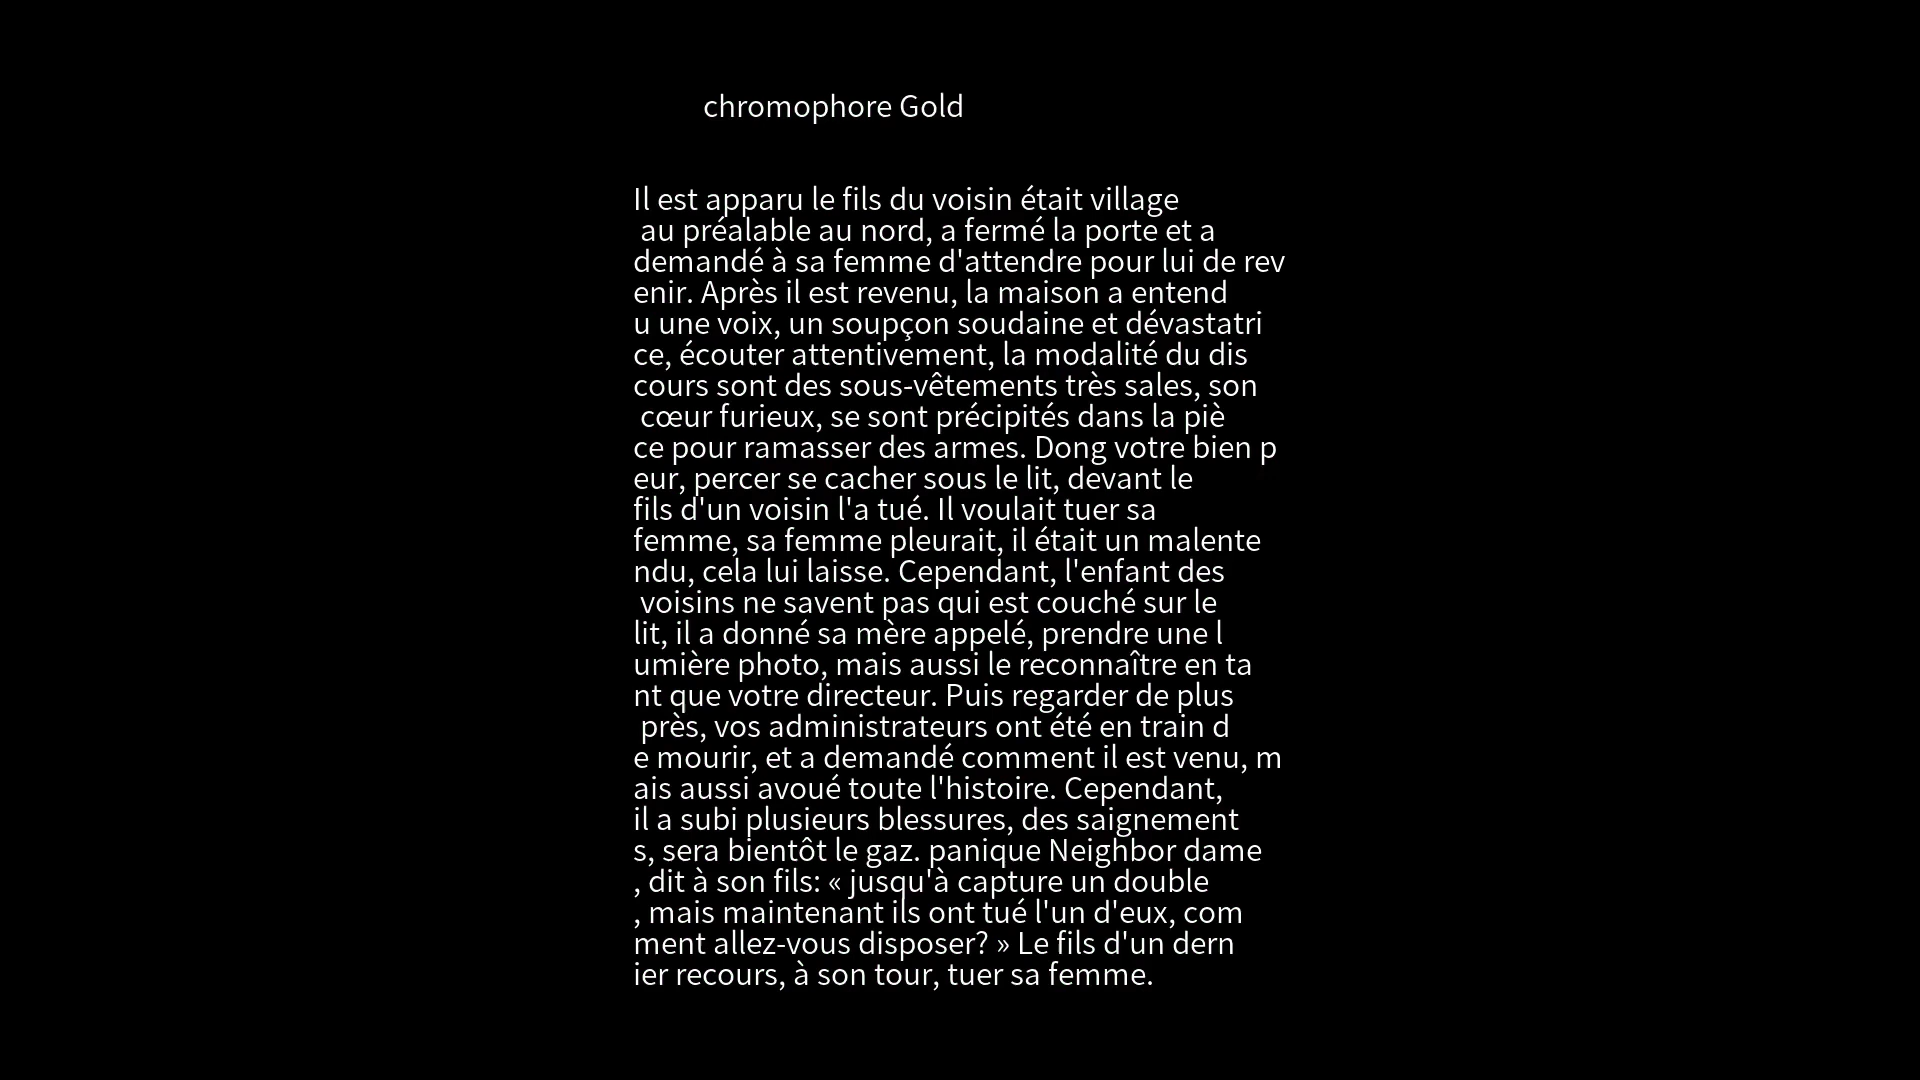 chromophore Gold
Il est apparu le fils du voisin était village
au préalable au nord, a fermé la porte et a
demandé à sa femme d'attendre pour lui de rev
enir. Après il est revenu, la maison a entend
u une voix, un soupçon soudaine et dévastatri
ce, écouter attentivement, la modalité du dis
cours sont des sous-vêtements très sales, son
cœur furieux, se sont précipités dans la piè
ce pour ramasser des armes. Dong votre bien p
eur, percer se cacher sous le lit, devant le
fils d'un voisin l'a tué. Il voulait tuer sa
femme, sa femme pleurait, il était un malente
ndu, cela lui laisse. Cependant, l'enfant des
voisins ne savent pas qui est couché sur le
lit, il a donné sa mère appelé, prendre une l
umière photo, mais aussi le reconnaître en ta
nt que votre directeur. Puis regarder de plus
près, vos administrateurs ont été en train d
e mourir, et a demandé comment il est venu, m
ais aussi avoué toute l'histoire. Cependant,
il a subi plusieurs blessures, des saignement
s, sera bientôt le gaz. panique Neighbor dame
, dit à son fils: « jusqu'à capture un double
, mais maintenant ils ont tué l'un d'eux, com
ment allez-vous disposer? » Le fils d'un dern
ier recours, à son tour, tuer sa femme.